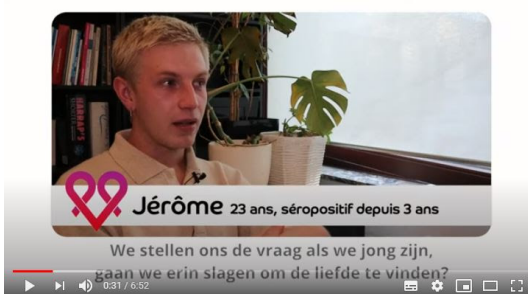 HARRAP'S
Jérôme 23 ans, séropositif depuis 3 ans
We stellen ons de vraag als we jong zijn,
gaan we erin slagen om de liefde te vinden?
0:31 / 6:52